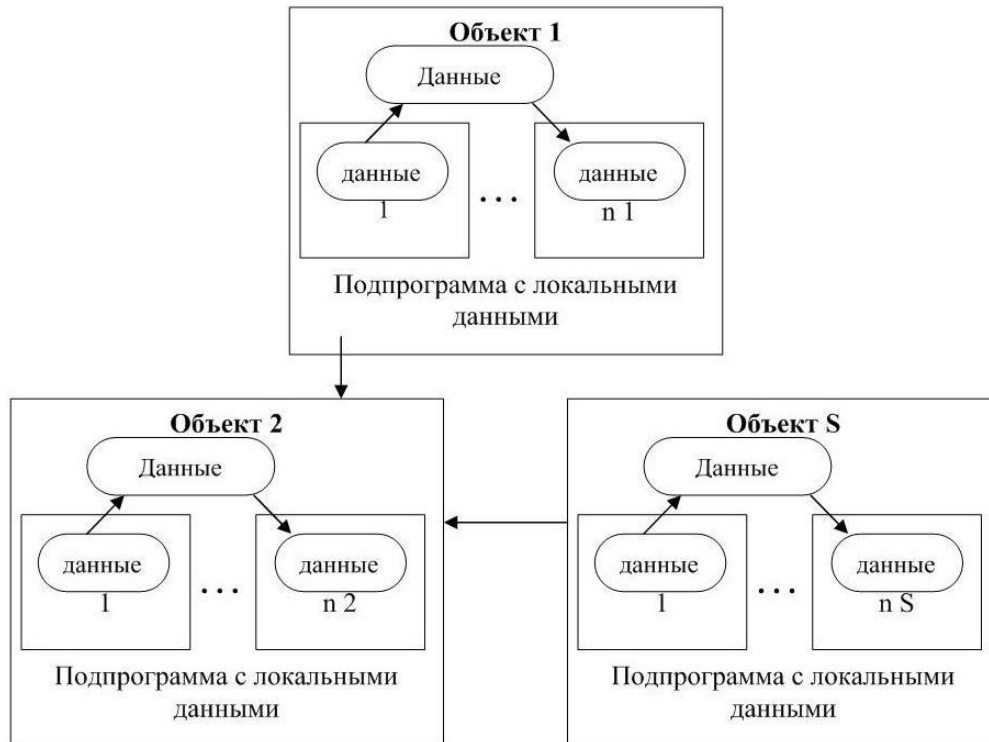 Объект 1
Данные
данные
данные
1
. . .
n 1
Подпрограмма с локальными
данными
Объект 2
Данные
данные
данные
1
. . .
n 2
Подпрограмма с локальными
данными
Объект S
Данные
данные
данные
1
. . .
n S
Подпрограмма с локальными
данными